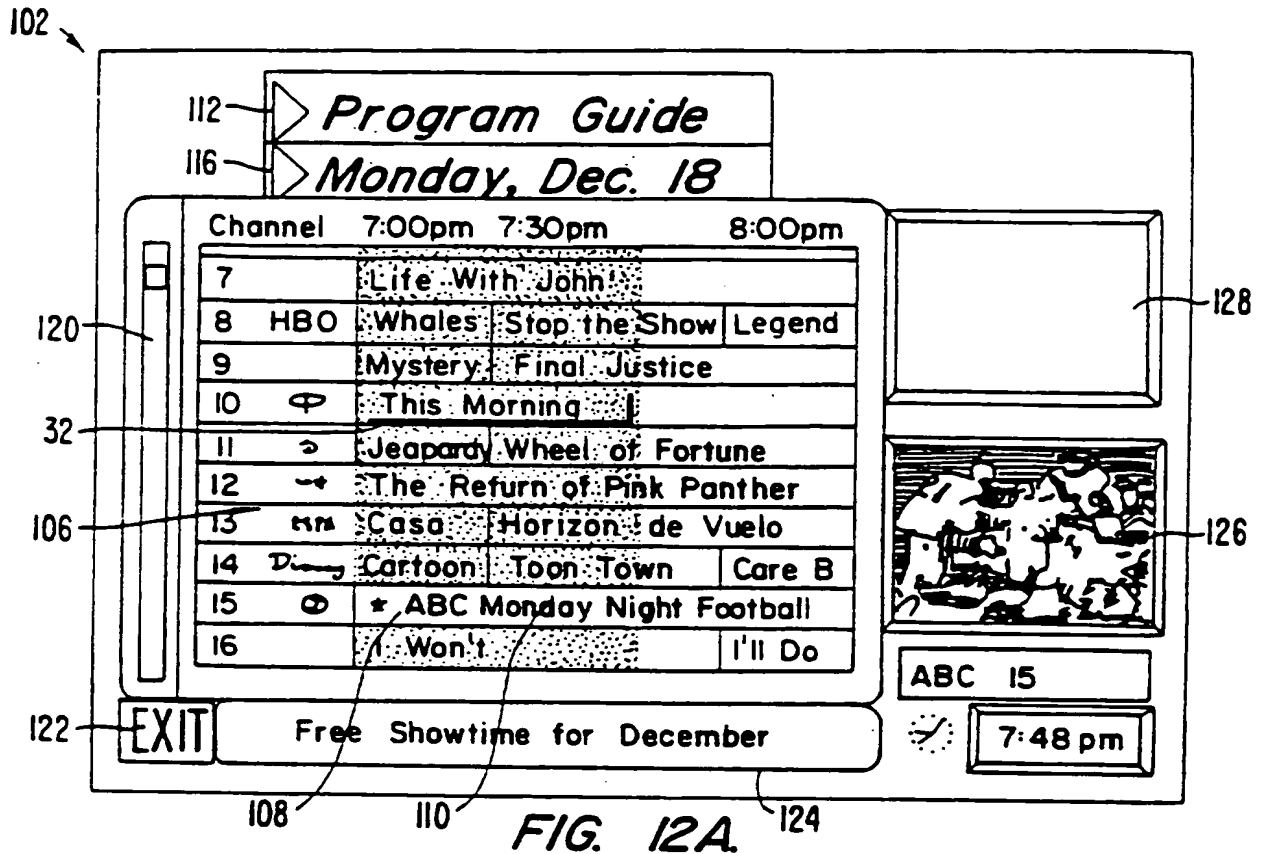 102
112 Program Guide
116 Monday, Dec. 18
Channel 7:00pm 7:30pm 8:00pm
7 Life With John
8 HBO Whales Stop the Show Legend
128
120
9 Mystery Final Justice
10 This Morning
32
11 Jeapardy Wheel of Fortune
12 The Return of Pink Panther
106
13 Casa Horizon de Vuelo
126
14 Disney Cartoon Toon Town Care B
15 * ABC Monday Night Football
16 I Won't I'll Do
ABC 15
122 EXIT Free Showtime for December 7:48 pm
108 110 124
FIG. 12A.